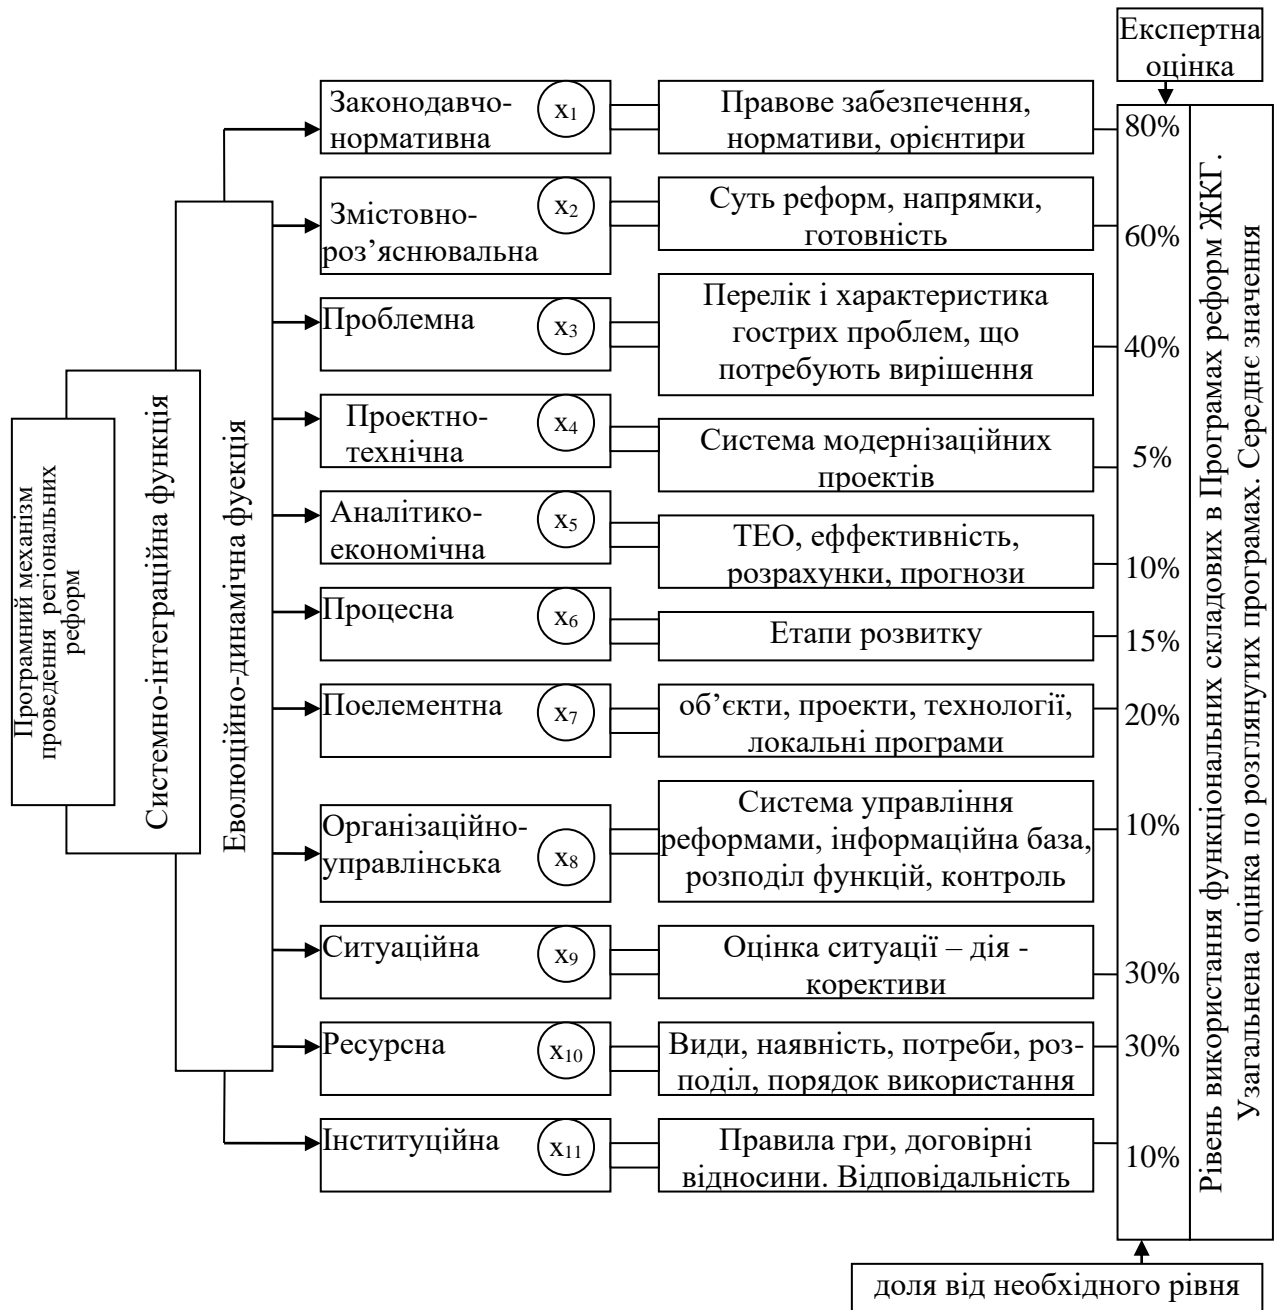 Експертна
оцінка
Законодавчо-
нормативна
x1
Правове забезпечення,
нормативи, орієнтири
80%
Змістовно-
роз’яснювальна
x2
Суть реформ, напрямки,
готовність
60%
Проблемна
x3
Перелік і характеристика
гострих проблем, що
потребують вирішення
40%
Проектно-
технічна
x4
Система модернізаційних
проектів
5%
Аналітико-
економічна
x5
ТЕО, еффективність,
розрахунки, прогнози
10%
Процесна
x6
Етапи розвитку
15%
Поелементна
x7
об’єкти, проекти, технології,
локальні програми
20%
Організаційно-
управлінська
x8
Система управління
реформами, інформаційна база,
розподіл функцій, контроль
10%
Ситуаційна
x9
Оцінка ситуації – дія -
корективи
30%
Ресурсна
x10
Види, наявність, потреби, роз-
поділ, порядок використання
30%
Інституційна
x11
Правила гри, договірні
відносини. Відповідальність
10%
Програмний механізм
проведення регіональних
реформ
Системно-інтеграційна функція
Еволюційно-динамічна фуекція
Рівень використання функціональних складових в Програмах реформ ЖКГ.
Узагальнена оцінка по розглянутих програмах. Середнє значення
доля від необхідного рівня